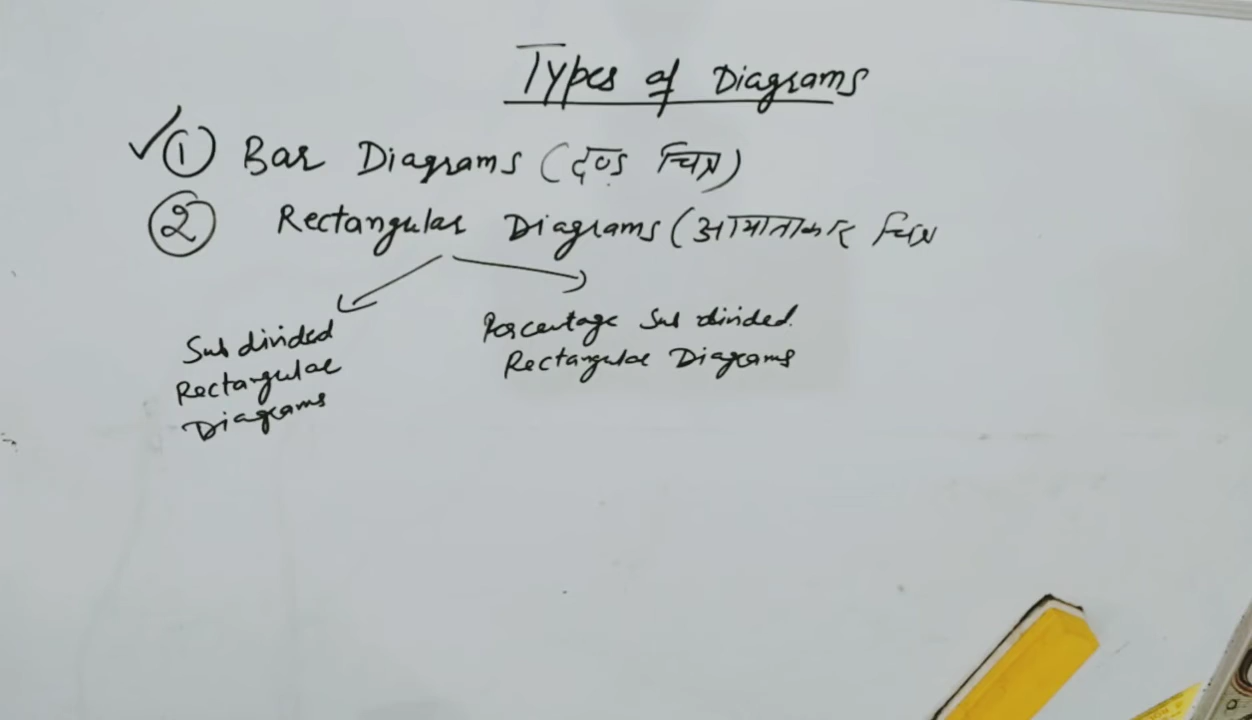 Types of Diagrams
① Bar Diagrams (दण्ड चित्र)
② Rectangular Diagrams (आयाताकार चित्र
Sub divided
Rectangular
Diagrams
Percentage Sub divided
Rectangular Diagrams